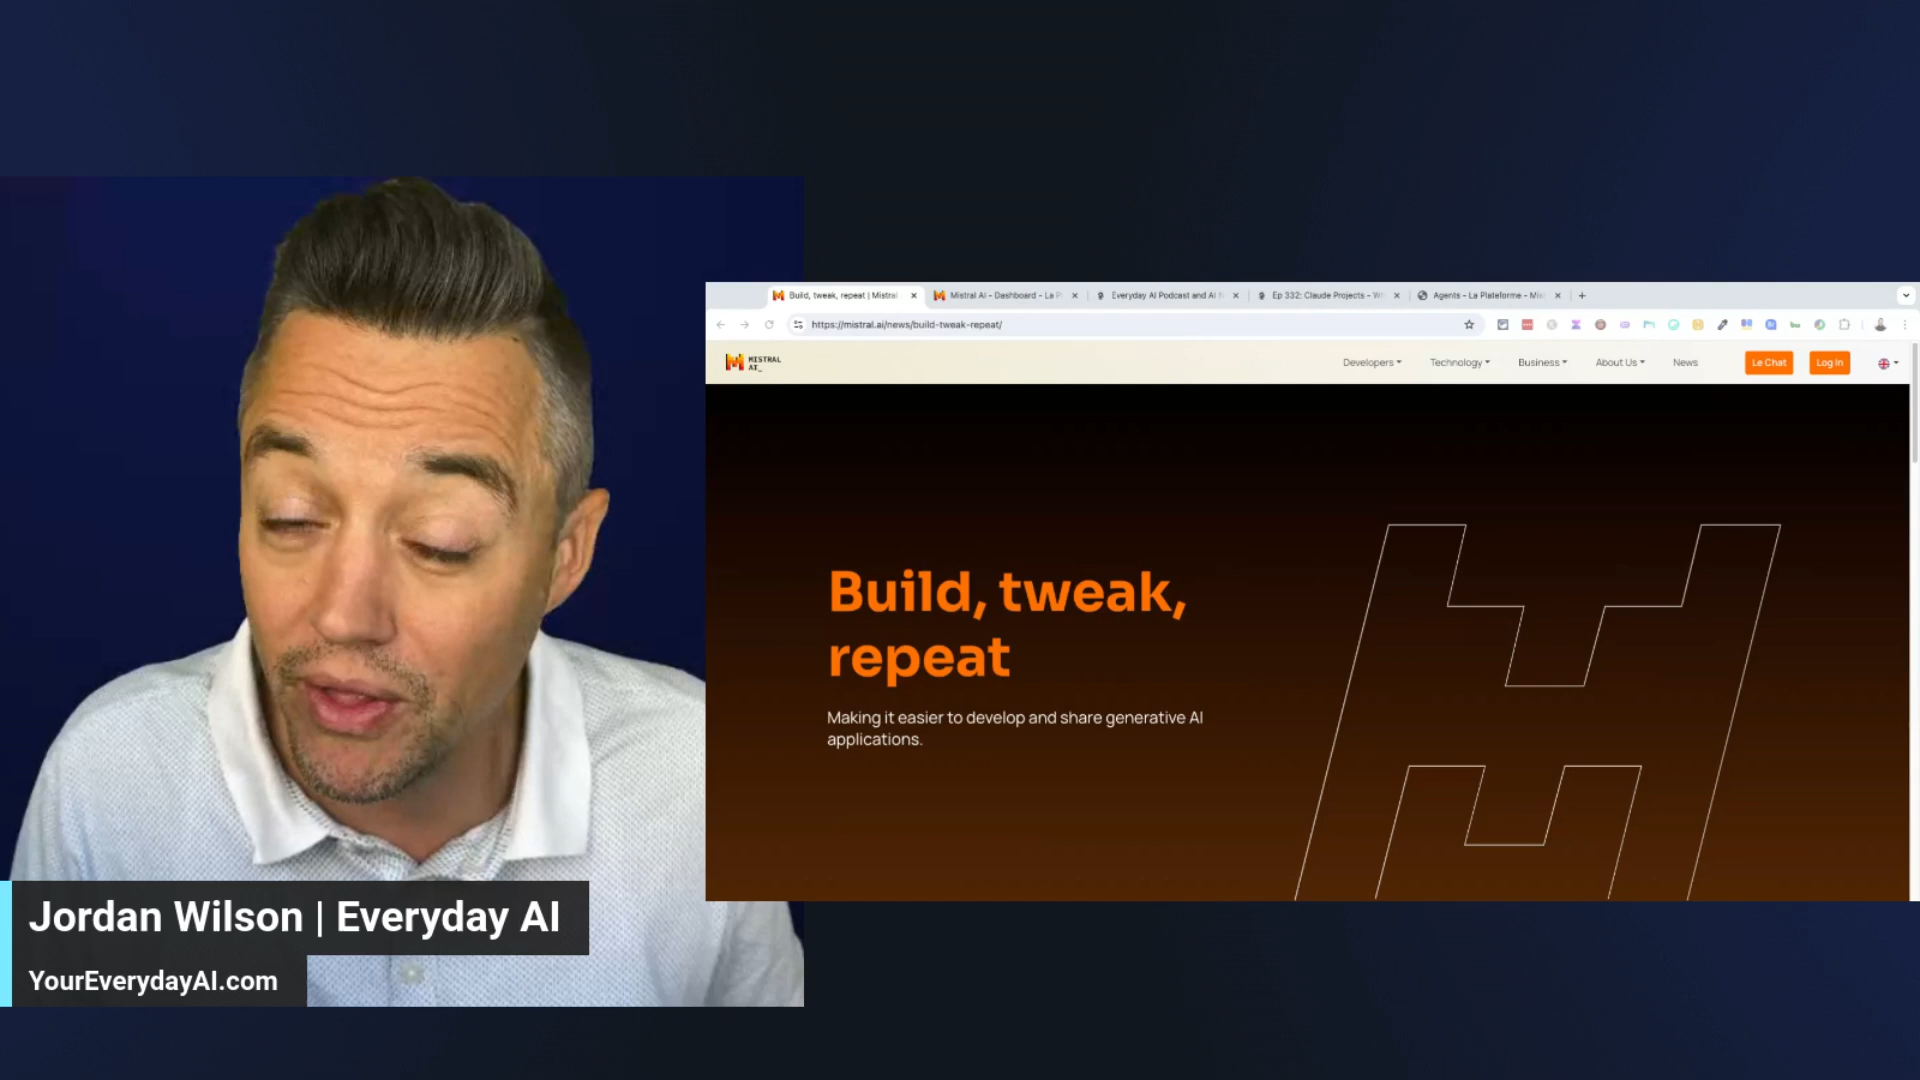 Build, tweak, repeat | Mistral
Mistral AI - Dashboard - La P
Everyday AI Podcast and AI N
Ep 332: Claude Projects - W
Agents - La Plateforme - Mis
https://mistral.ai/news/build-tweak-repeat/
MISTRAL
AI_
Developers
Technology
Business
About Us
News
Le Chat
Log In
Build, tweak,
repeat
Making it easier to develop and share generative AI
applications.
Jordan Wilson | Everyday AI
YourEverydayAI.com